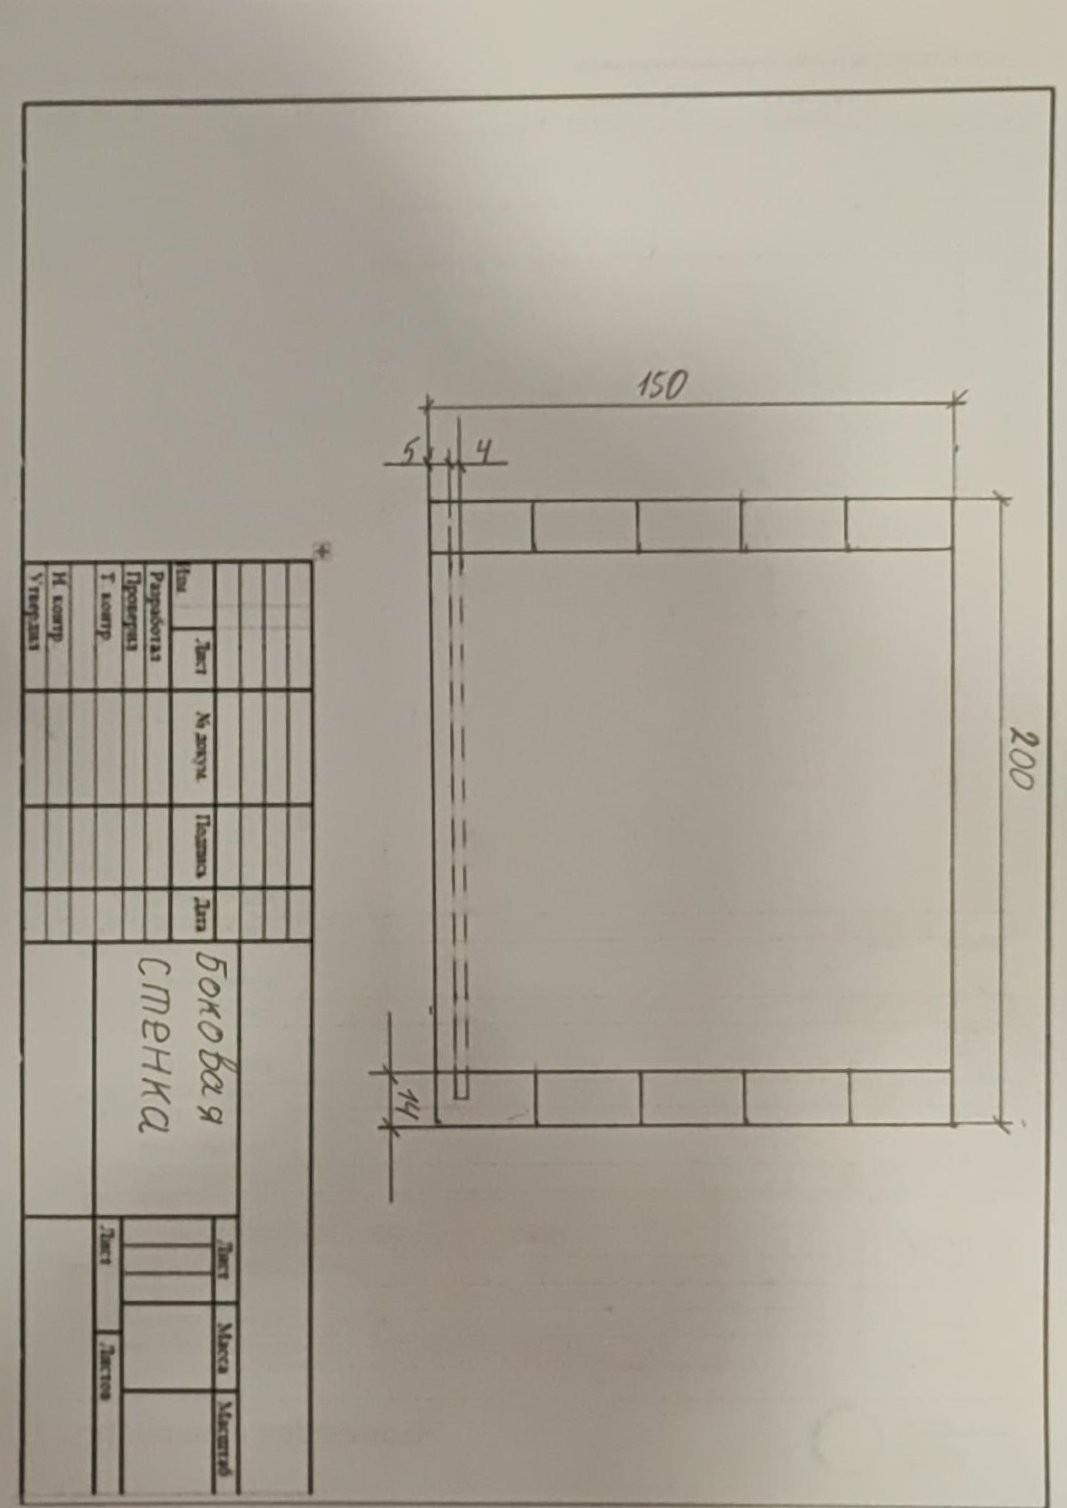 200
150
5
4
14
Изм
Лист
№ докум.
Подпись
Дата
Разработал
Проверил
Т. контр.
Н. контр.
Утвердил
Боковая
стенка
Лист
Масса
Масштаб
Лист
Листов